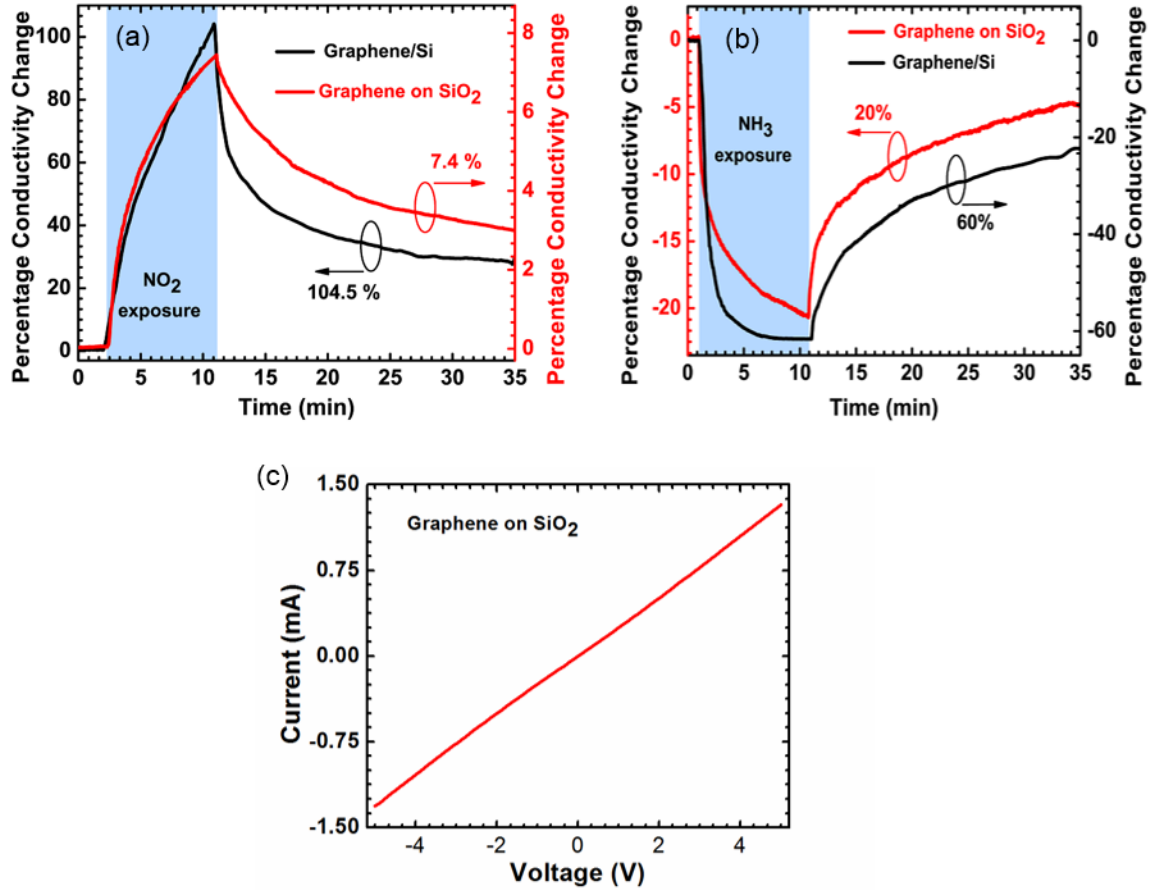 (a)
Graphene/Si
Graphene on SiO2
7.4 %
104.5 %
NO2
exposure
Percentage Conductivity Change
0
20
40
60
80
100
Percentage Conductivity Change
0
2
4
6
8
0 5 10 15 20 25 30 35
Time (min)
(b)
Graphene on SiO2
Graphene/Si
NH3
exposure
20%
60%
Percentage Conductivity Change
0
-5
-10
-15
-20
Percentage Conductivity Change
0
-20
-40
-60
0 5 10 15 20 25 30 35
Time (min)
(c)
Graphene on SiO2
Current (mA)
1.50
0.75
0.00
-0.75
-1.50
-4 -2 0 2 4
Voltage (V)